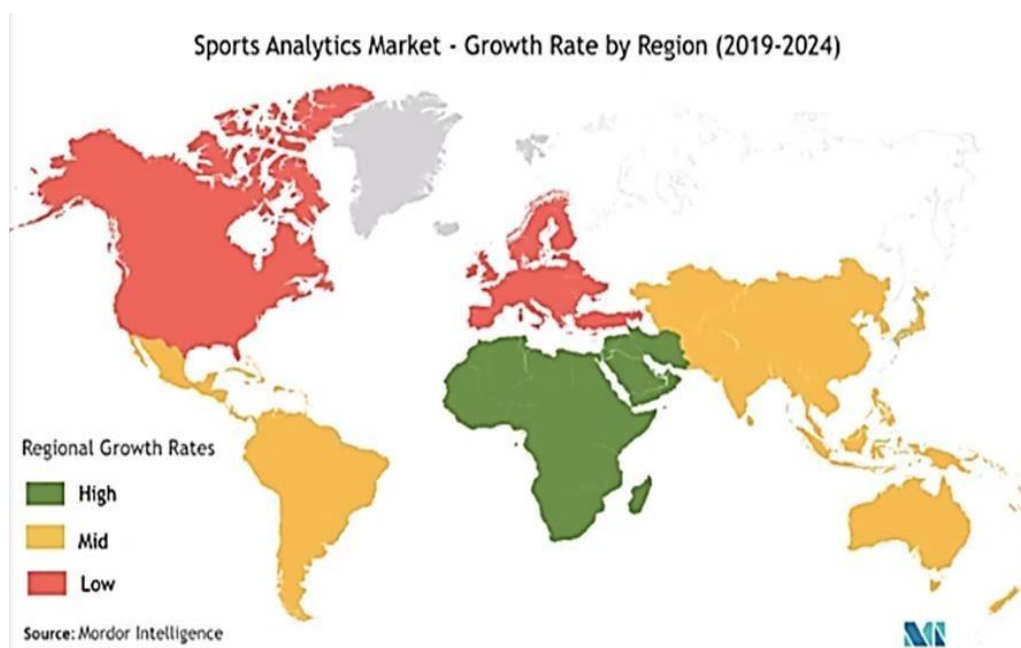 Sports Analytics Market - Growth Rate by Region (2019-2024)
Regional Growth Rates
High
Mid
Low
Source: Mordor Intelligence